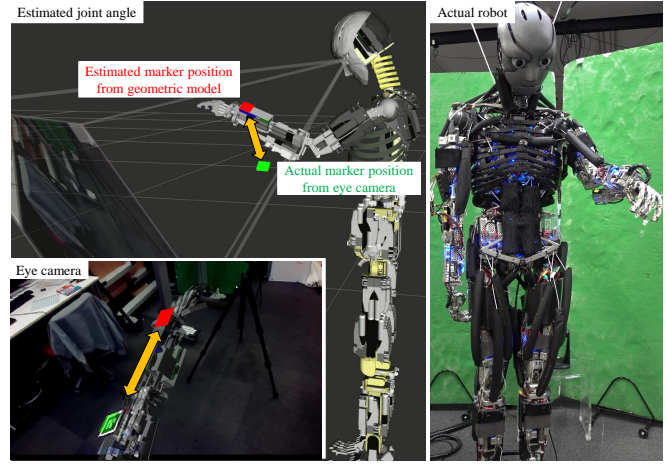 Estimated joint angle
Estimated marker position
from geometric model
Actual marker position
from eye camera
Eye camera
Actual robot